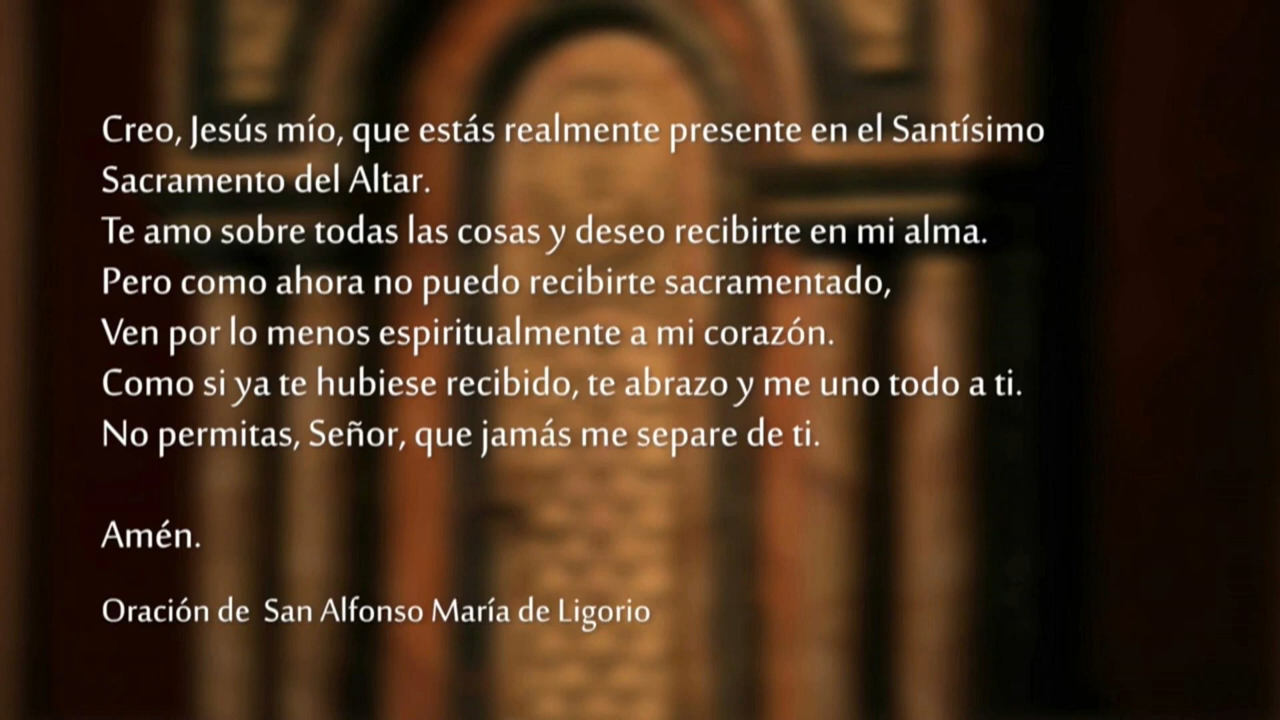 Creo, Jesús mío, que estás realmente presente en el Santísimo
Sacramento del Altar.
Te amo sobre todas las cosas y deseo recibirte en mi alma.
Pero como ahora no puedo recibirte sacramentado,
Ven por lo menos espiritualmente a mi corazón.
Como si ya te hubiese recibido, te abrazo y me uno todo a ti.
No permitas, Señor, que jamás me separe de ti.
Amén.
Oración de San Alfonso María de Ligorio